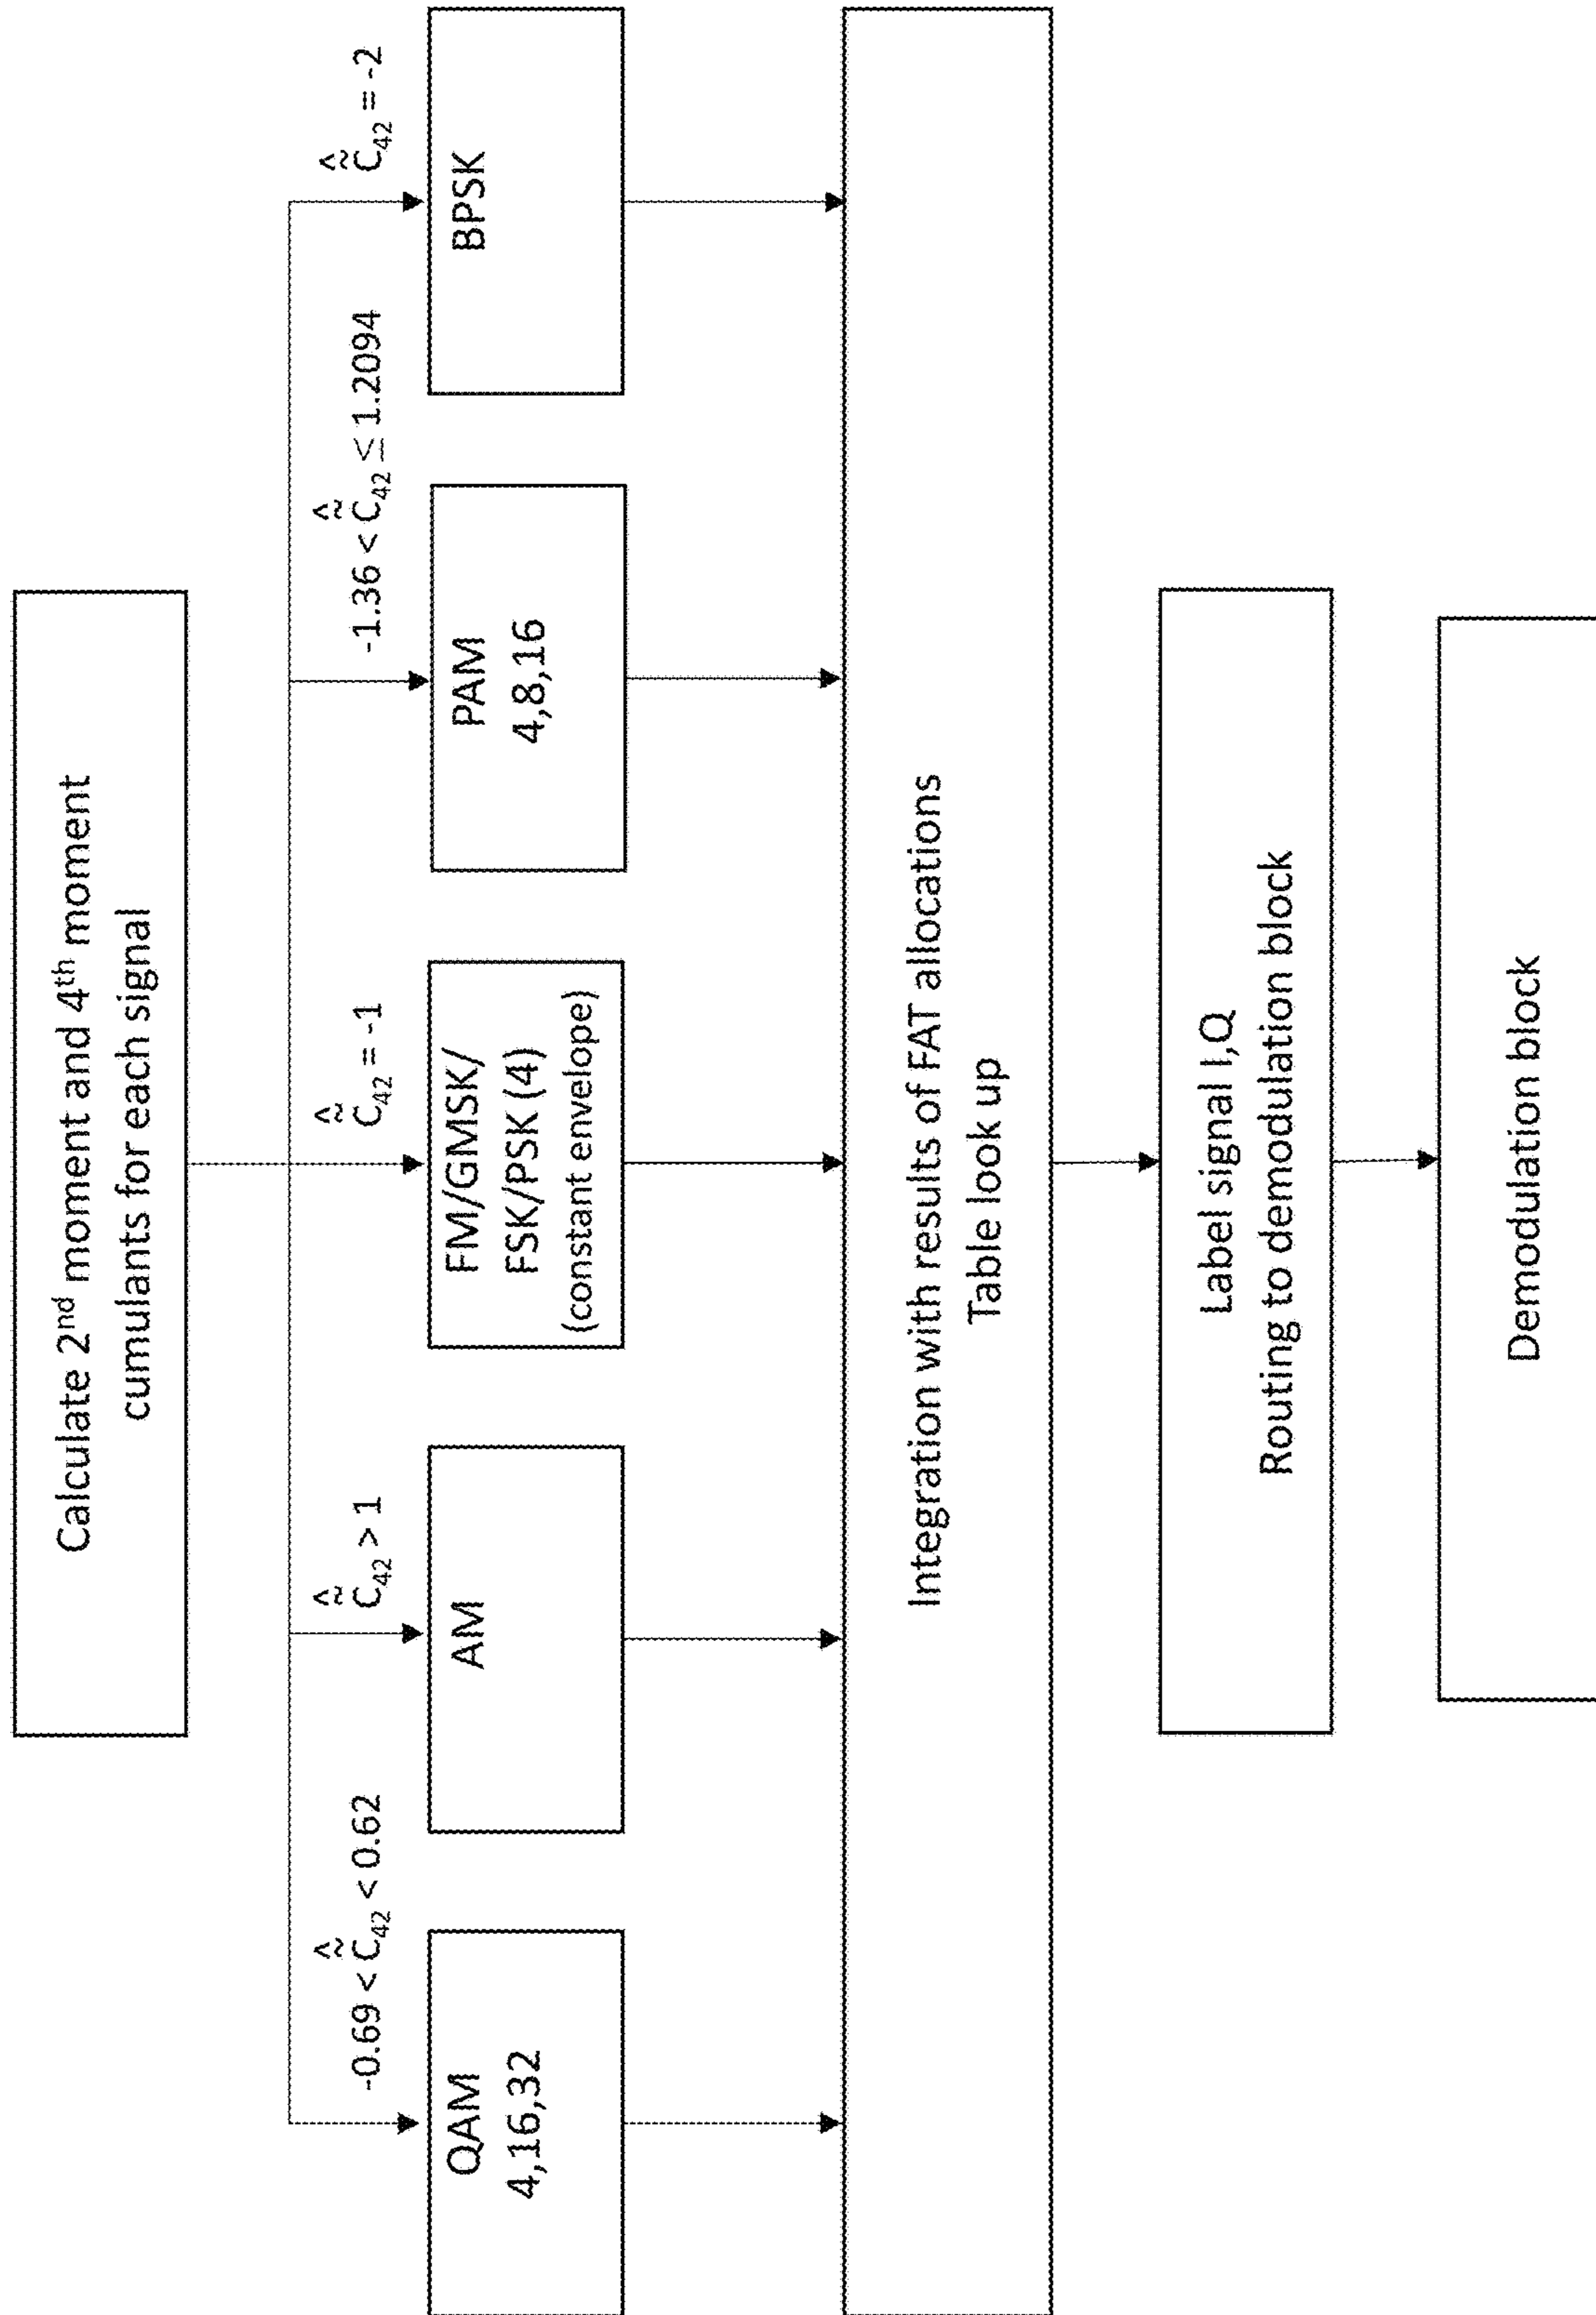 Calculate 2nd moment and 4th moment
cumulants for each signal
-0.69 < C̃̂42 < 0.62
C̃̂42 > 1
C̃̂42 = -1
-1.36 < C̃̂42 ≤ 1.2094
C̃̂42 = -2
QAM
4,16,32
AM
FM/GMSK/
FSK/PSK (4)
(constant envelope)
PAM
4,8,16
BPSK
Integration with results of FAT allocations
Table look up
Label signal I,Q
Routing to demodulation block
Demodulation block